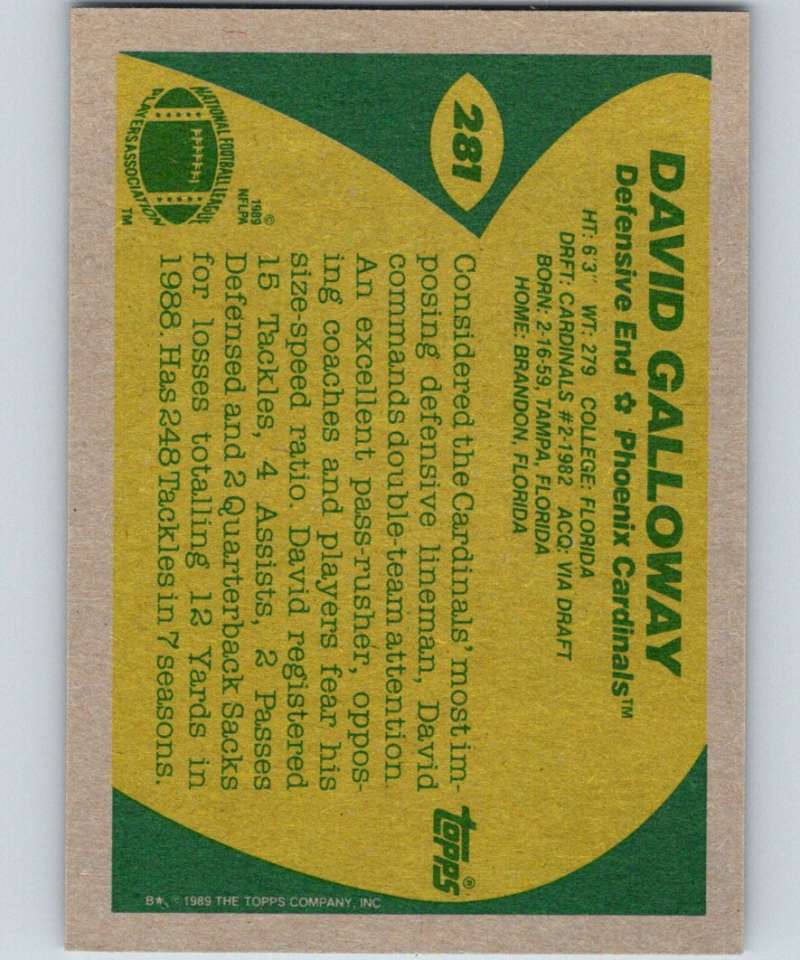 281
DAVID GALLOWAY
Defensive End ✿ Phoenix Cardinals™
HT: 6'3" WT: 279 COLLEGE: FLORIDA
DRFT: CARDINALS #2-1982 ACQ: VIA DRAFT
BORN: 2-16-59, TAMPA, FLORIDA
HOME: BRANDON, FLORIDA
Considered the Cardinals' most im-
posing defensive lineman, David
commands double-team attention
An excellent pass-rusher, oppos-
ing coaches and players fear his
size-speed ratio. David registered
15 Tackles, 4 Assists, 2 Passes
Defensed and 2 Quarterback Sacks
for losses totalling 12 Yards in
1988. Has 248 Tackles in 7 seasons.
NATIONAL FOOTBALL LEAGUE
PLAYERS ASSOCIATION
TM
©
1989
NFLPA
topps®
B★ © 1989 THE TOPPS COMPANY, INC